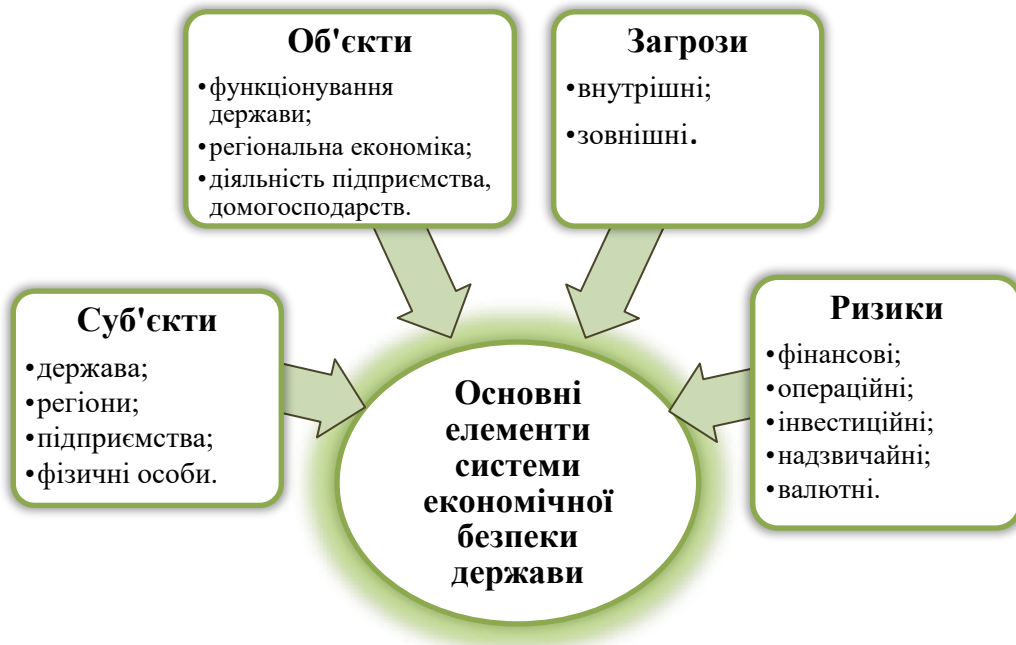 Об'єкти
•функціонування
держави;
•регіональна економіка;
•діяльність підприємства,
домогосподарств.
Загрози
•внутрішні;
•зовнішні.
Суб'єкти
•держава;
•регіони;
•підприємства;
•фізичні особи.
Ризики
•фінансові;
•операційні;
•інвестиційні;
•надзвичайні;
•валютні.
Основні
елементи
системи
економічної
безпеки
держави